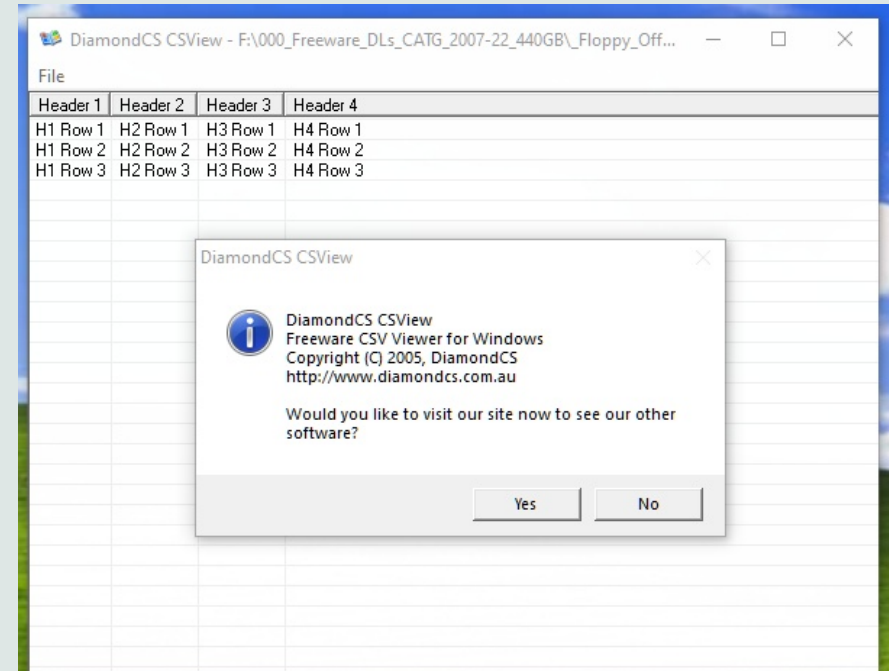 DiamondCS CSView - F:\000_Freeware_DLs_CATG_2007-22_440GB\_Floppy_Off...
File
Header 1 Header 2 Header 3 Header 4
H1 Row 1 H2 Row 1 H3 Row 1 H4 Row 1
H1 Row 2 H2 Row 2 H3 Row 2 H4 Row 2
H1 Row 3 H2 Row 3 H3 Row 3 H4 Row 3
DiamondCS CSView
DiamondCS CSView
Freeware CSV Viewer for Windows
Copyright (C) 2005, DiamondCS
http://www.diamondcs.com.au
Would you like to visit our site now to see our other
software?
Yes No